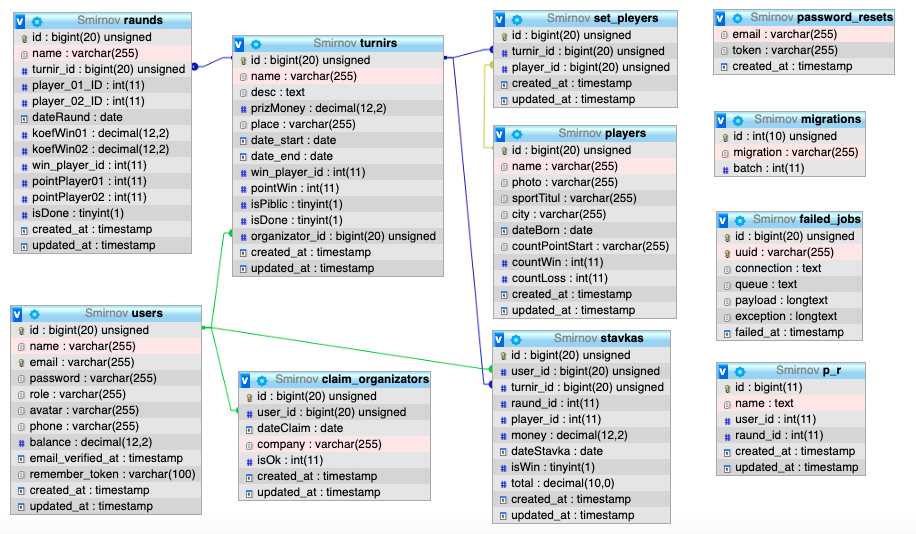 Smirnov raunds
id : bigint(20) unsigned
name : varchar(255)
turnir_id : bigint(20) unsigned
player_01_ID : int(11)
player_02_ID : int(11)
dateRaund : date
koefWin01 : decimal(12,2)
koefWin02 : decimal(12,2)
win_player_id : int(11)
pointPlayer01 : int(11)
pointPlayer02 : int(11)
isDone : tinyint(1)
created_at : timestamp
updated_at : timestamp
Smirnov turnirs
id : bigint(20) unsigned
name : varchar(255)
desc : text
prizMoney : decimal(12,2)
place : varchar(255)
date_start : date
date_end : date
win_player_id : int(11)
pointWin : int(11)
isPiblic : tinyint(1)
isDone : tinyint(1)
organizator_id : bigint(20) unsigned
created_at : timestamp
updated_at : timestamp
Smirnov set_pleyers
id : bigint(20) unsigned
turnir_id : bigint(20) unsigned
player_id : bigint(20) unsigned
created_at : timestamp
updated_at : timestamp
Smirnov players
id : bigint(20) unsigned
name : varchar(255)
photo : varchar(255)
sportTitul : varchar(255)
city : varchar(255)
dateBorn : date
countPointStart : varchar(255)
countWin : int(11)
countLoss : int(11)
created_at : timestamp
updated_at : timestamp
Smirnov password_resets
email : varchar(255)
token : varchar(255)
created_at : timestamp
Smirnov migrations
id : int(10) unsigned
migration : varchar(255)
batch : int(11)
Smirnov failed_jobs
id : bigint(20) unsigned
uuid : varchar(255)
connection : text
queue : text
payload : longtext
exception : longtext
failed_at : timestamp
Smirnov users
id : bigint(20) unsigned
name : varchar(255)
email : varchar(255)
password : varchar(255)
role : varchar(255)
avatar : varchar(255)
phone : varchar(255)
balance : decimal(12,2)
email_verified_at : timestamp
remember_token : varchar(100)
created_at : timestamp
updated_at : timestamp
Smirnov claim_organizators
id : bigint(20) unsigned
user_id : bigint(20) unsigned
dateClaim : date
company : varchar(255)
isOk : int(11)
created_at : timestamp
updated_at : timestamp
Smirnov stavkas
id : bigint(20) unsigned
user_id : bigint(20) unsigned
turnir_id : bigint(20) unsigned
raund_id : int(11)
player_id : int(11)
money : decimal(12,2)
dateStavka : date
isWin : tinyint(1)
total : decimal(10,0)
created_at : timestamp
updated_at : timestamp
Smirnov p_r
id : bigint(11)
name : text
user_id : int(11)
raund_id : int(11)
created_at : timestamp
updated_at : timestamp